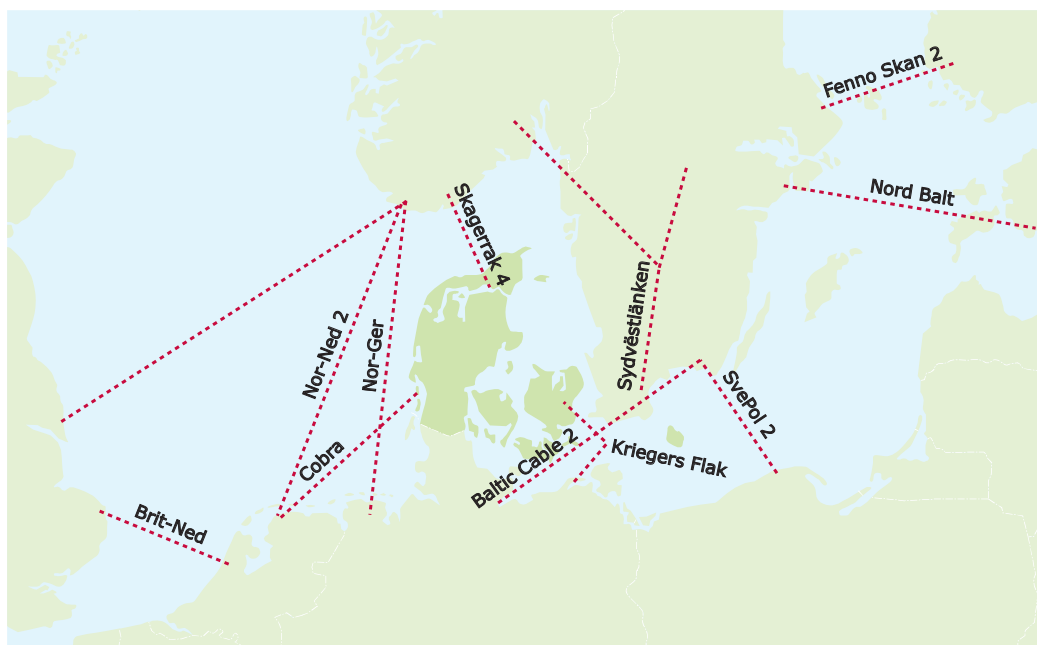 Fenno Skan 2
Nord Balt
Skagerrak 4
Sydvëstlänken
Nor-Ned 2
Nor-Ger
SvePol 2
Cobra
Baltic Cable 2
Kriegers Flak
Brit-Ned